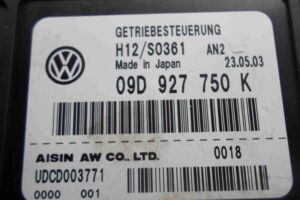 GETRIEBESTEUERUNG
H12/S0361 AN2
Made in Japan 23.05.03
09D 927 750 K
AISIN AW CO., LTD. 0018
UDCD003771
0000 001